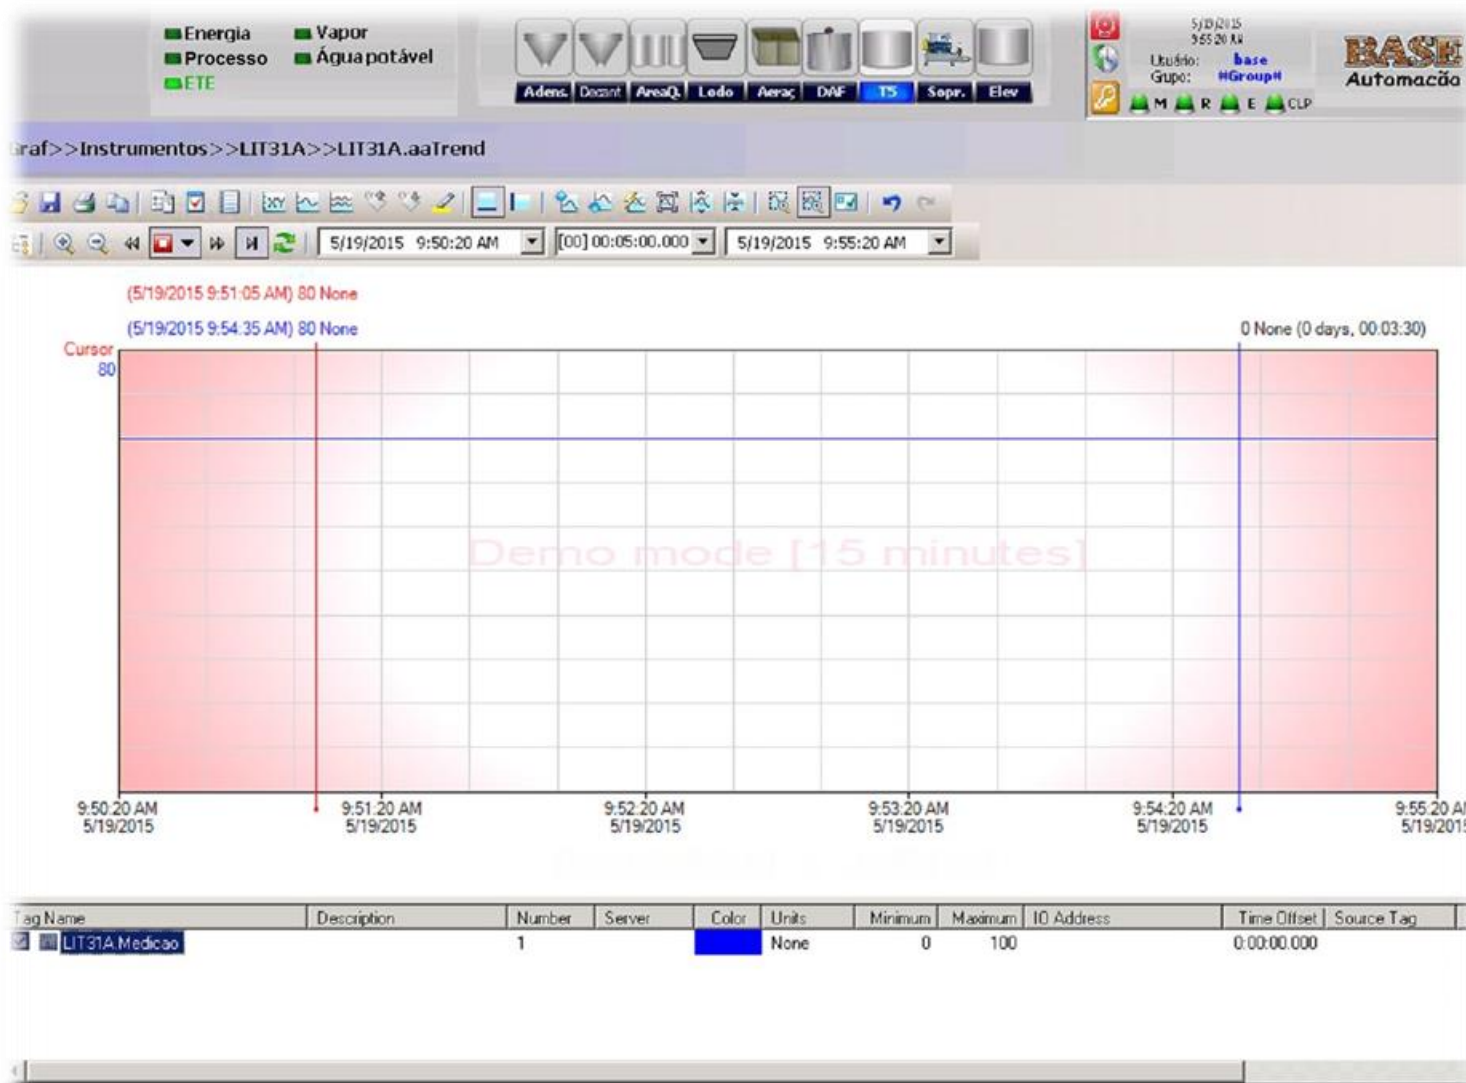 Energia Vapor
Processo Água potável
ETE
Adens. Decant AreaQ. Lodo Aeraç DAF T5 Sopr. Elev
5/19/2015
9:55:20 AM
Usuário: base
Grupo: #Group#
M R E CLP
BASE
Automação
Graf>>Instrumentos>>LIT31A>>LIT31A.aaTrend
XY
5/19/2015 9:50:20 AM [00] 00:05:00.000 5/19/2015 9:55:20 AM
(5/19/2015 9:51:05 AM) 80 None
(5/19/2015 9:54:35 AM) 80 None 0 None (0 days, 00:03:30)
Cursor
80
Demo mode [15 minutes]
9:50:20 AM 9:51:20 AM 9:52:20 AM 9:53:20 AM 9:54:20 AM 9:55:20 AM
5/19/2015 5/19/2015 5/19/2015 5/19/2015 5/19/2015 5/19/2015
Tag Name Description Number Server Color Units Minimum Maximum IO Address Time Offset Source Tag
LIT31A.Medicao 1 None 0 100 0:00:00.000